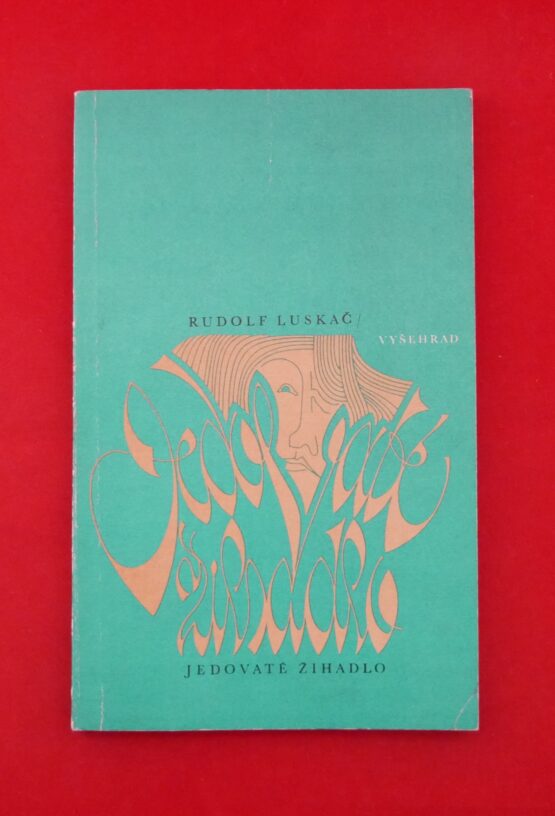 RUDOLF LUSKAČ/
VYŠEHRAD
Jedovaté
žihadlo
JEDOVATÉ ŽIHADLO